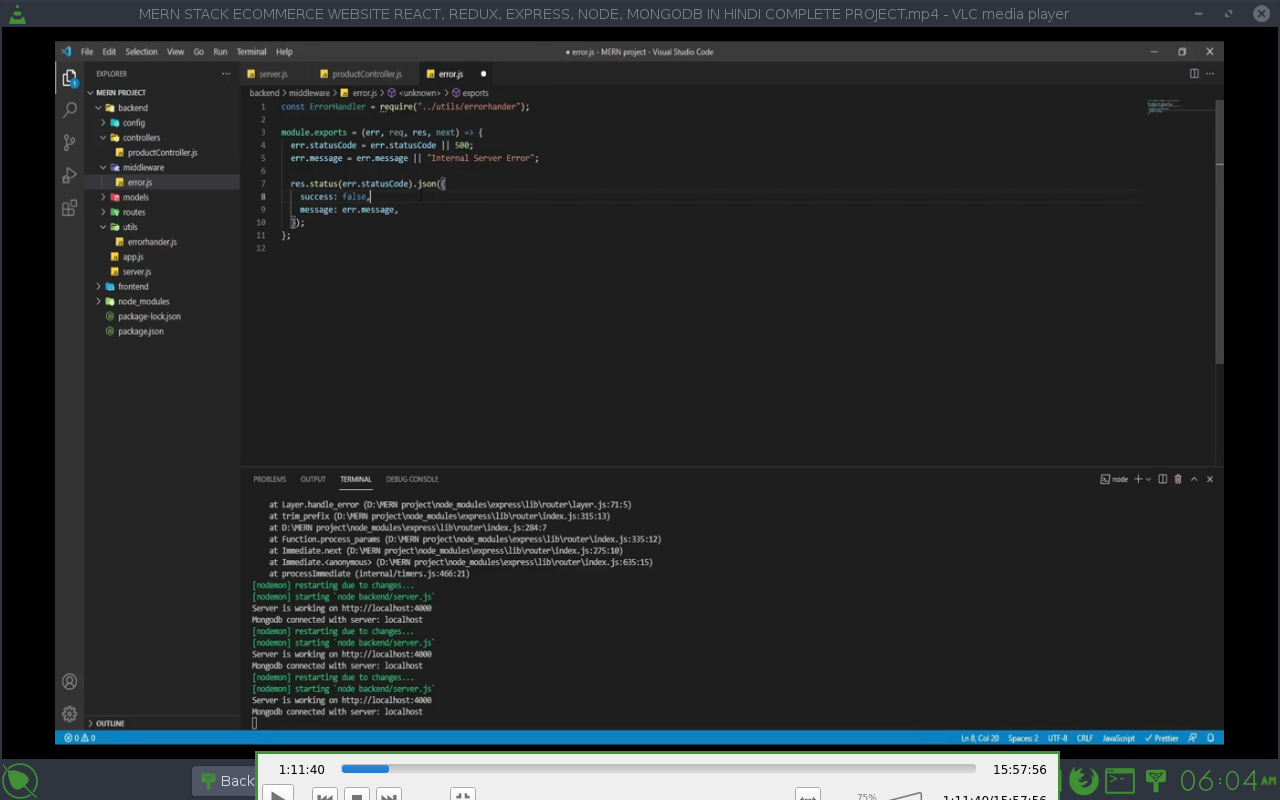 MERN STACK ECOMMERCE WEBSITE REACT, REDUX, EXPRESS, NODE, MONGODB IN HINDI COMPLETE PROJECT.mp4 - VLC media player
File Edit Selection View Go Run Terminal Help
● error.js - MERN project - Visual Studio Code
EXPLORER
server.js productController.js error.js
MERN PROJECT
backend > middleware > error.js > <unknown> > exports
backend
config
controllers
productController.js
middleware
error.js
models
routes
utils
errorhander.js
app.js
server.js
frontend
node_modules
package-lock.json
package.json
OUTLINE
1 const ErrorHandler = require("../utils/errorhander");
2
3 module.exports = (err, req, res, next) => {
4 err.statusCode = err.statusCode || 500;
5 err.message = err.message || "Internal Server Error";
6
7 res.status(err.statusCode).json({
8 success: false,
9 message: err.message,
10 });
11 };
12
PROBLEMS OUTPUT TERMINAL DEBUG CONSOLE
node
at Layer.handle_error (D:\MERN project\node_modules\express\lib\router\layer.js:71:5)
at trim_prefix (D:\MERN project\node_modules\express\lib\router\index.js:315:13)
at D:\MERN project\node_modules\express\lib\router\index.js:284:7
at Function.process_params (D:\MERN project\node_modules\express\lib\router\index.js:335:12)
at Immediate.next (D:\MERN project\node_modules\express\lib\router\index.js:275:10)
at Immediate.<anonymous> (D:\MERN project\node_modules\express\lib\router\index.js:635:15)
at processImmediate (internal/timers.js:466:21)
[nodemon] restarting due to changes...
[nodemon] starting `node backend/server.js`
Server is working on http://localhost:4000
Mongodb connected with server: localhost
[nodemon] restarting due to changes...
[nodemon] starting `node backend/server.js`
Server is working on http://localhost:4000
Mongodb connected with server: localhost
[nodemon] restarting due to changes...
[nodemon] starting `node backend/server.js`
Server is working on http://localhost:4000
Mongodb connected with server: localhost
0 0
Ln 8, Col 20 Spaces: 2 UTF-8 CRLF JavaScript Prettier
1:11:40 15:57:56
Back
75% 1:11:40/15:57:56
06:04 AM